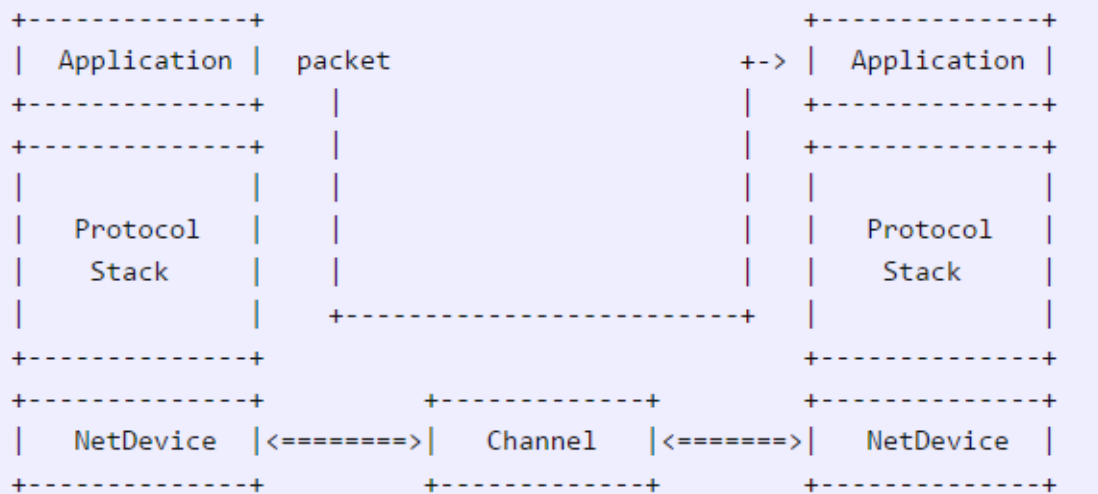 +--------------+                                  +--------------+
|  Application |  packet                      +-> |  Application |
+--------------+    |                         |   +--------------+
+--------------+    |                         |   +--------------+
|              |    |                         |   |              |
|   Protocol   |    |                         |   |   Protocol   |
|    Stack     |    |                         |   |    Stack     |
|              |    +-------------------------+   |              |
+--------------+                                  +--------------+
+--------------+          +-------------+         +--------------+
|   NetDevice  |<========>|   Channel   |<=======>|   NetDevice  |
+--------------+          +-------------+         +--------------+